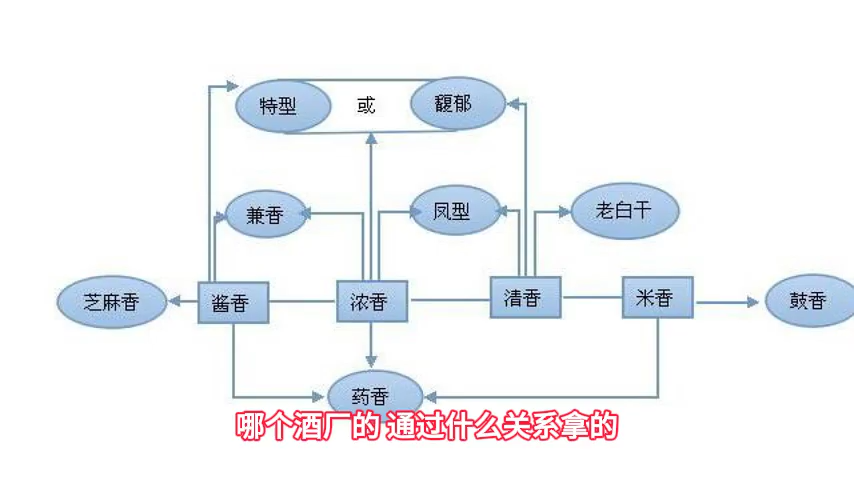 特型 或 馥郁
兼香 凤型 老白干
芝麻香 酱香 浓香 清香 米香 鼓香
药香
哪个酒厂的 通过什么关系拿的